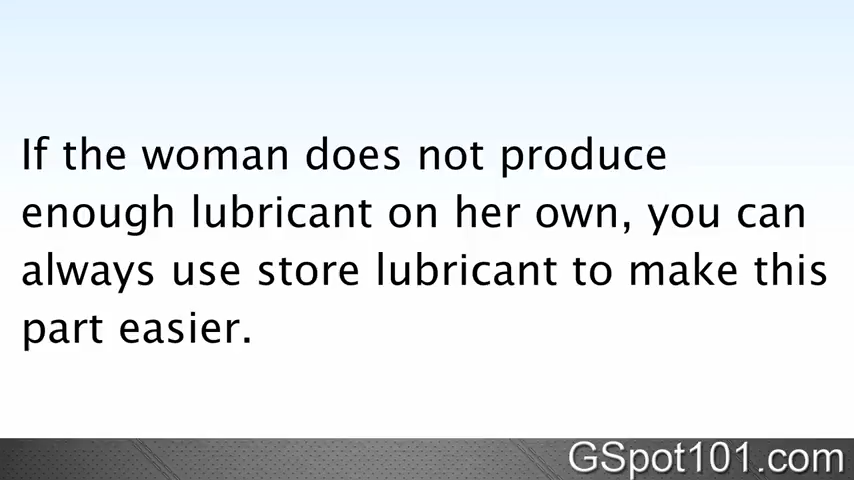 If the woman does not produce
enough lubricant on her own, you can
always use store lubricant to make this
part easier.
GSpot101.com